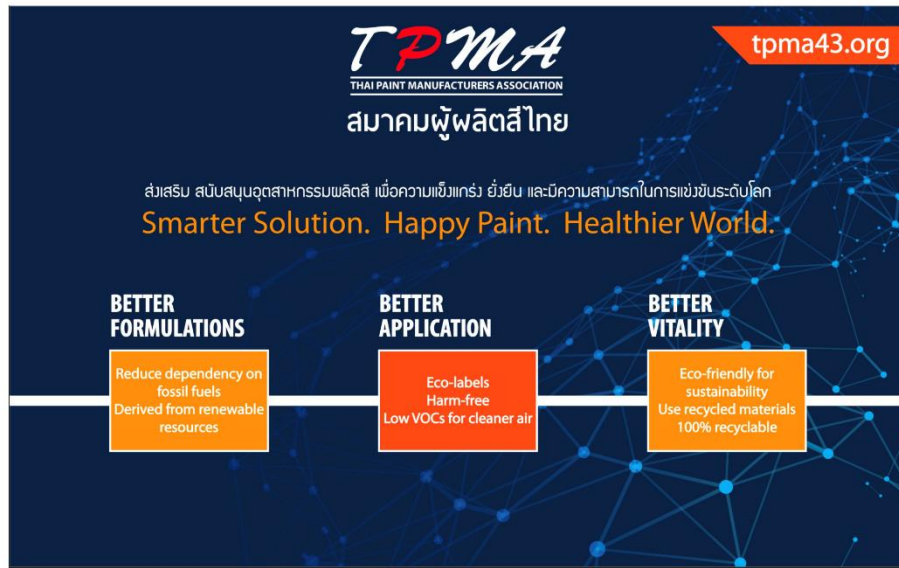 TPMA
tpma43.org
THAI PAINT MANUFACTURERS ASSOCIATION
สมาคมผู้ผลิตสีไทย
ส่งเสริม สนับสนุนอุตสาหกรรมผลิตสี เพื่อความแข็งแกร่ง ยั่งยืน และมีความสามารถในการแข่งขันระดับโลก
Smarter Solution. Happy Paint. Healthier World.
BETTER
FORMULATIONS
Reduce dependency on
fossil fuels
Derived from renewable
resources
BETTER
APPLICATION
Eco-labels
Harm-free
Low VOCs for cleaner air
BETTER
VITALITY
Eco-friendly for
sustainability
Use recycled materials
100% recyclable